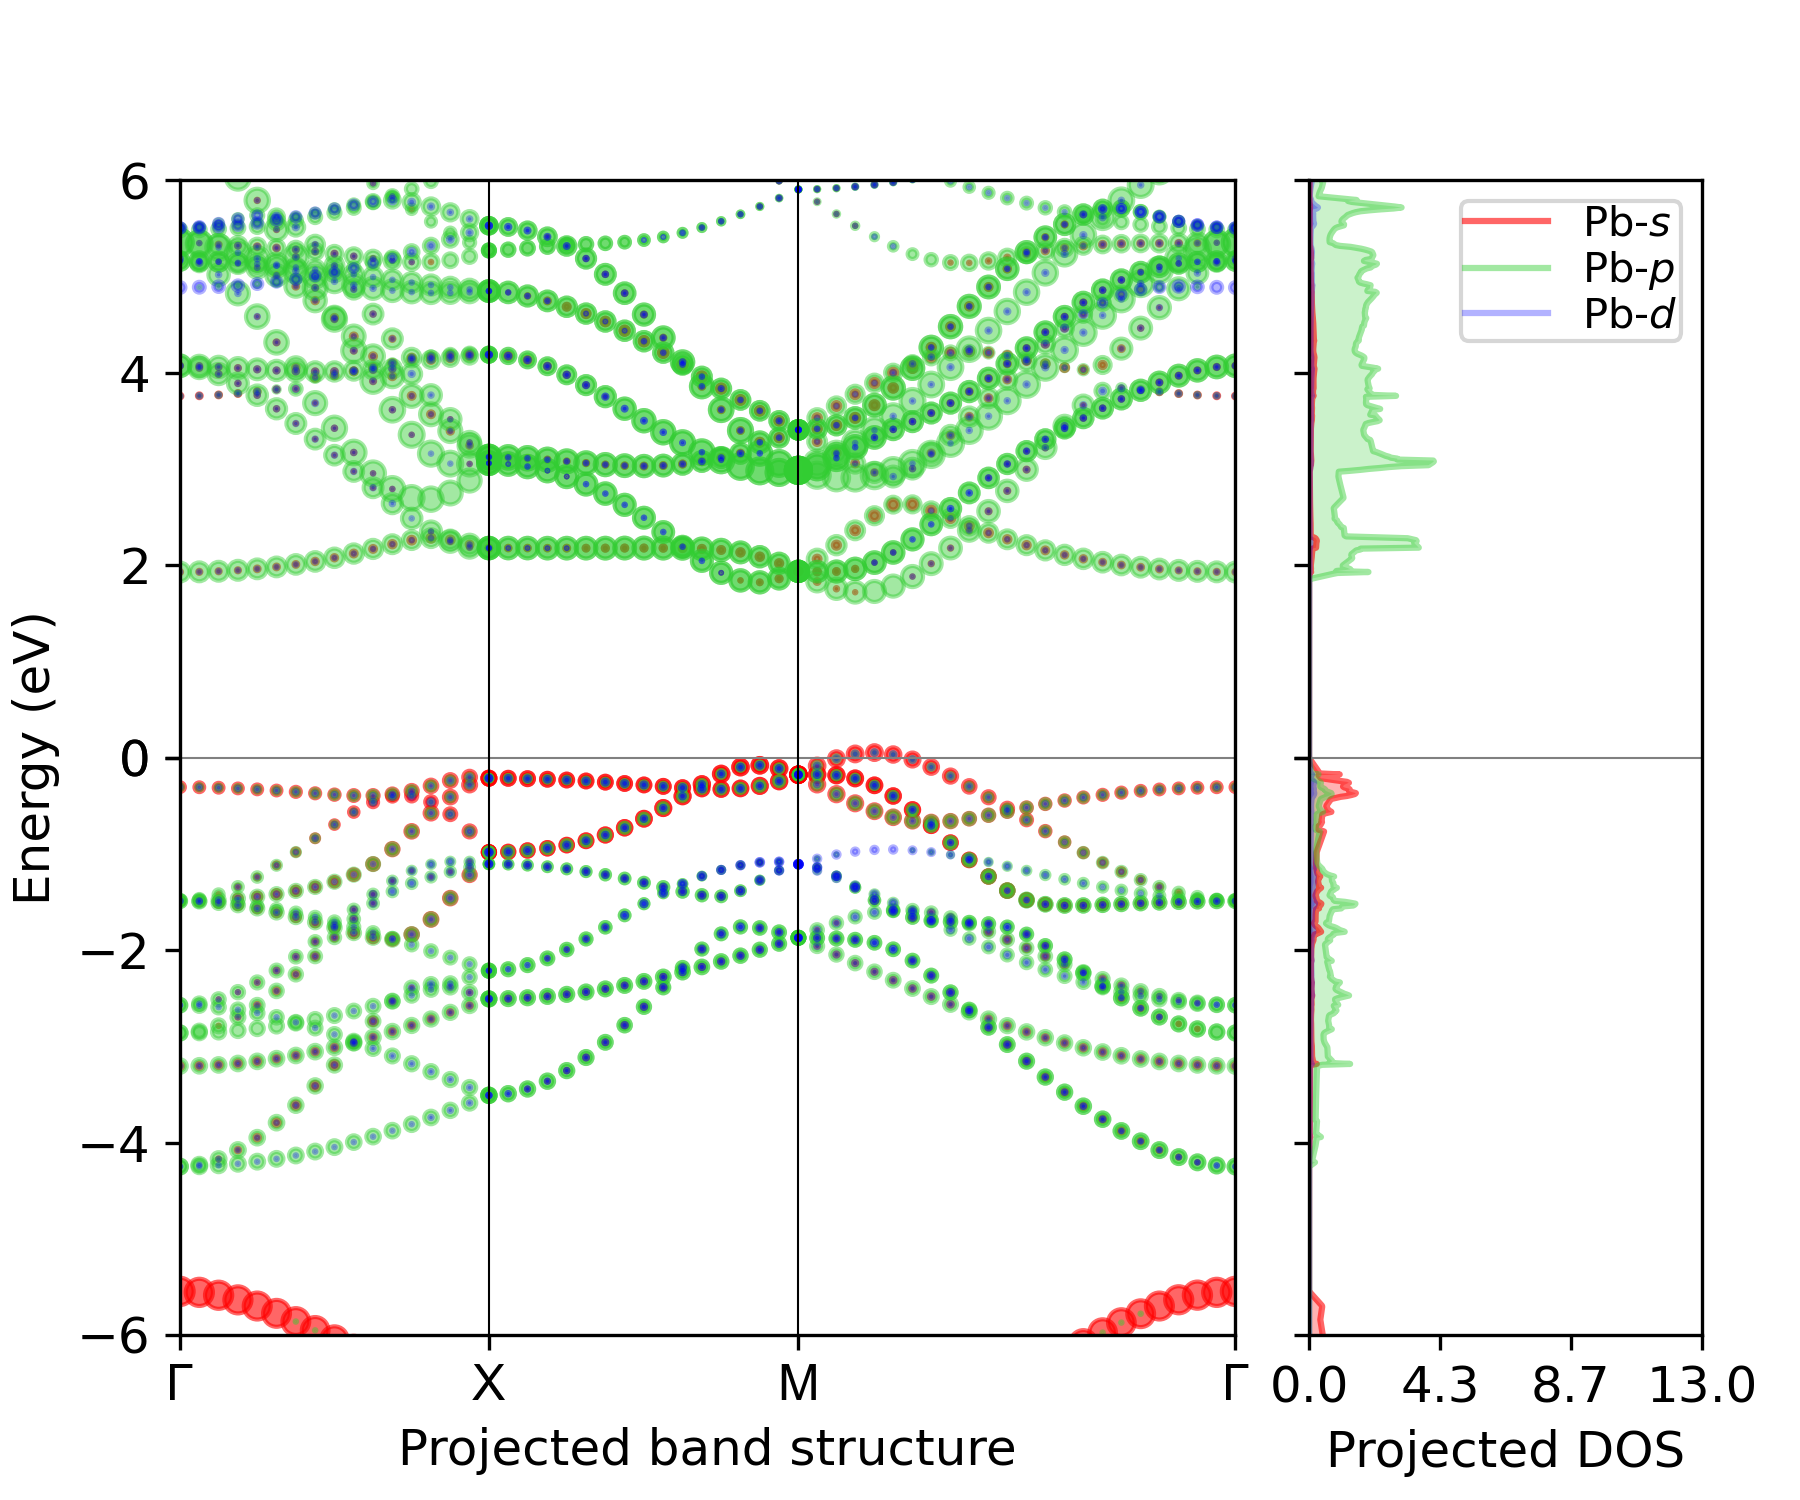 6
4
2
0
−2
−4
−6
Energy (eV)
Γ
X
M
Γ
Projected band structure
Pb-s
Pb-p
Pb-d
0.0
4.3
8.7
13.0
Projected DOS